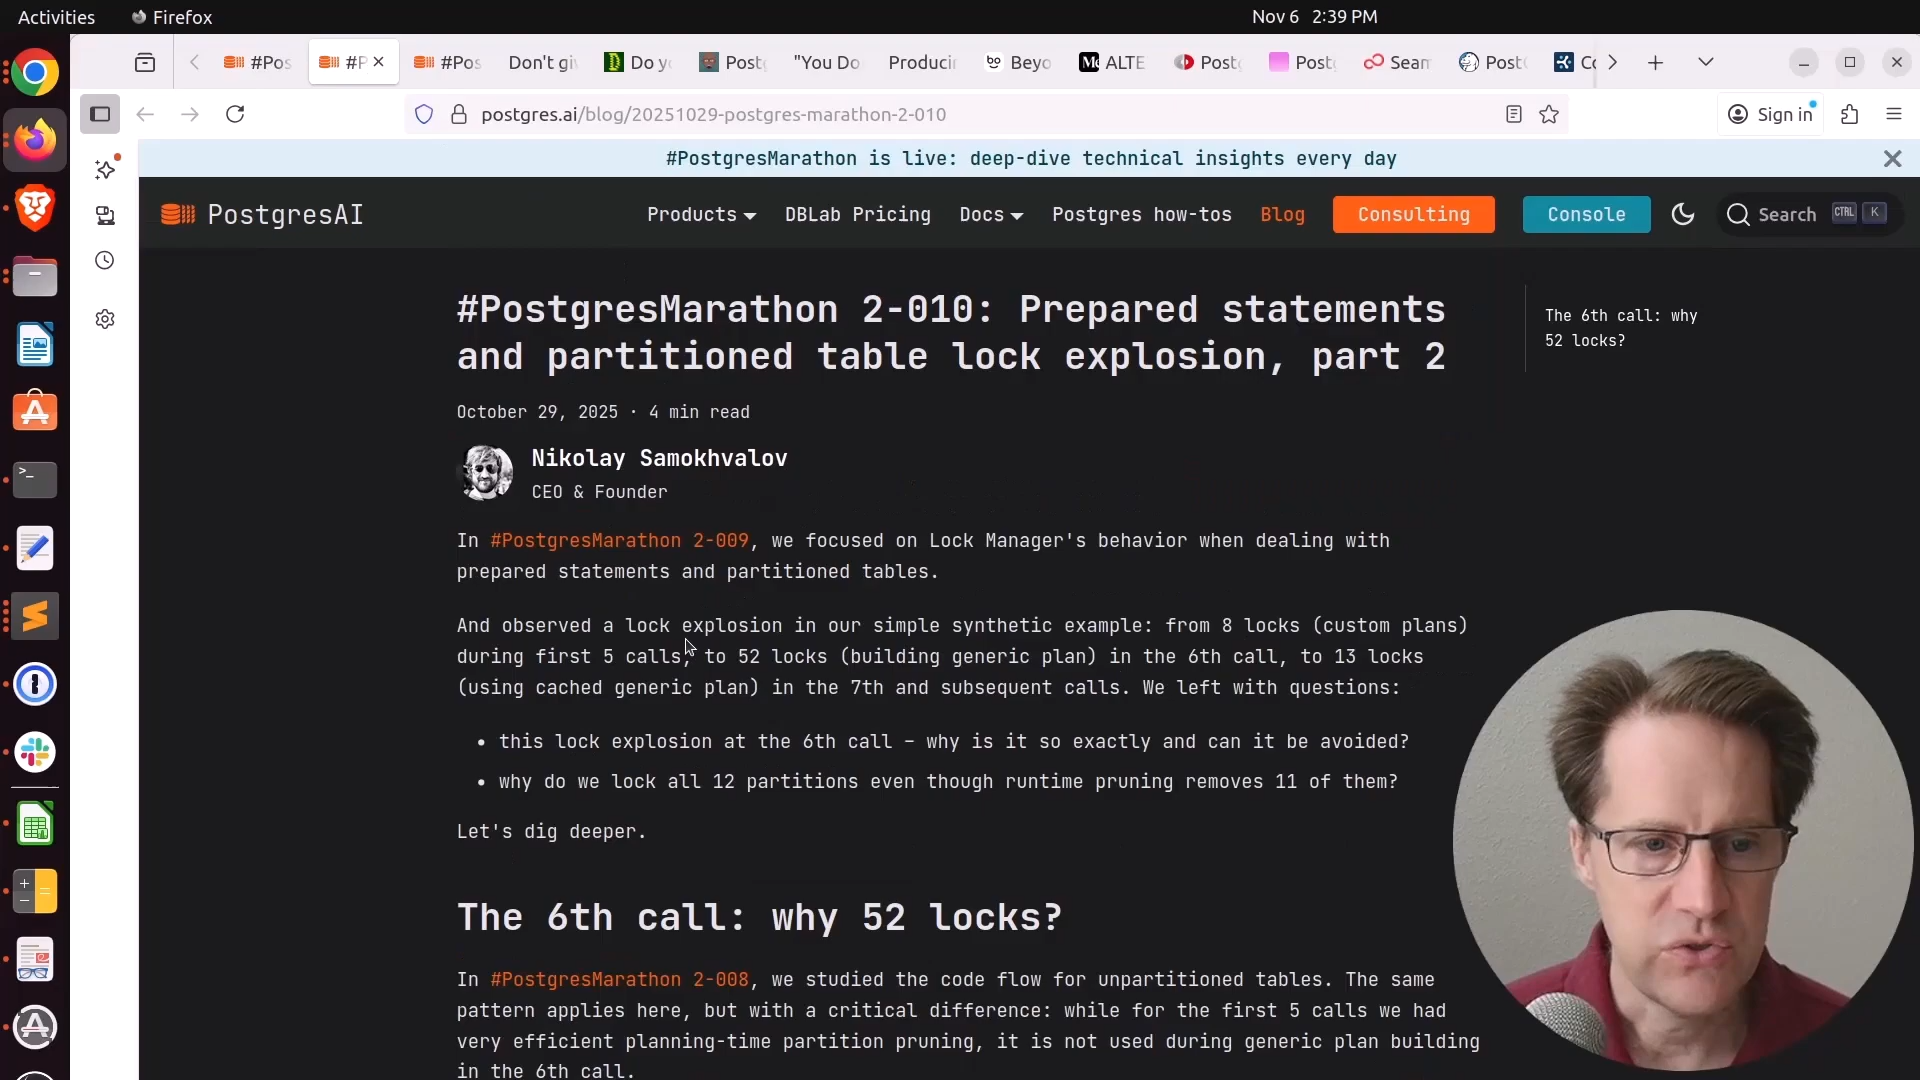 Activities
Firefox
Nov 6 2:39 PM
#Pos
#P
#Pos
Don't giv
Do yo
Postg
"You Do
Producin
bo Beyo
ALTE
Postg
Postg
Seam
Post
Co
postgres.ai/blog/20251029-postgres-marathon-2-010
Sign in
#PostgresMarathon is live: deep-dive technical insights every day
PostgresAI
Products
DBLab Pricing
Docs
Postgres how-tos
Blog
Consulting
Console
Search
CTRL
K
#PostgresMarathon 2-010: Prepared statements
and partitioned table lock explosion, part 2
The 6th call: why
52 locks?
October 29, 2025 · 4 min read
Nikolay Samokhvalov
CEO & Founder
In #PostgresMarathon 2-009, we focused on Lock Manager's behavior when dealing with
prepared statements and partitioned tables.
And observed a lock explosion in our simple synthetic example: from 8 locks (custom plans)
during first 5 calls, to 52 locks (building generic plan) in the 6th call, to 13 locks
(using cached generic plan) in the 7th and subsequent calls. We left with questions:
• this lock explosion at the 6th call – why is it so exactly and can it be avoided?
• why do we lock all 12 partitions even though runtime pruning removes 11 of them?
Let's dig deeper.
The 6th call: why 52 locks?
In #PostgresMarathon 2-008, we studied the code flow for unpartitioned tables. The same
pattern applies here, but with a critical difference: while for the first 5 calls we had
very efficient planning-time partition pruning, it is not used during generic plan building
in the 6th call.